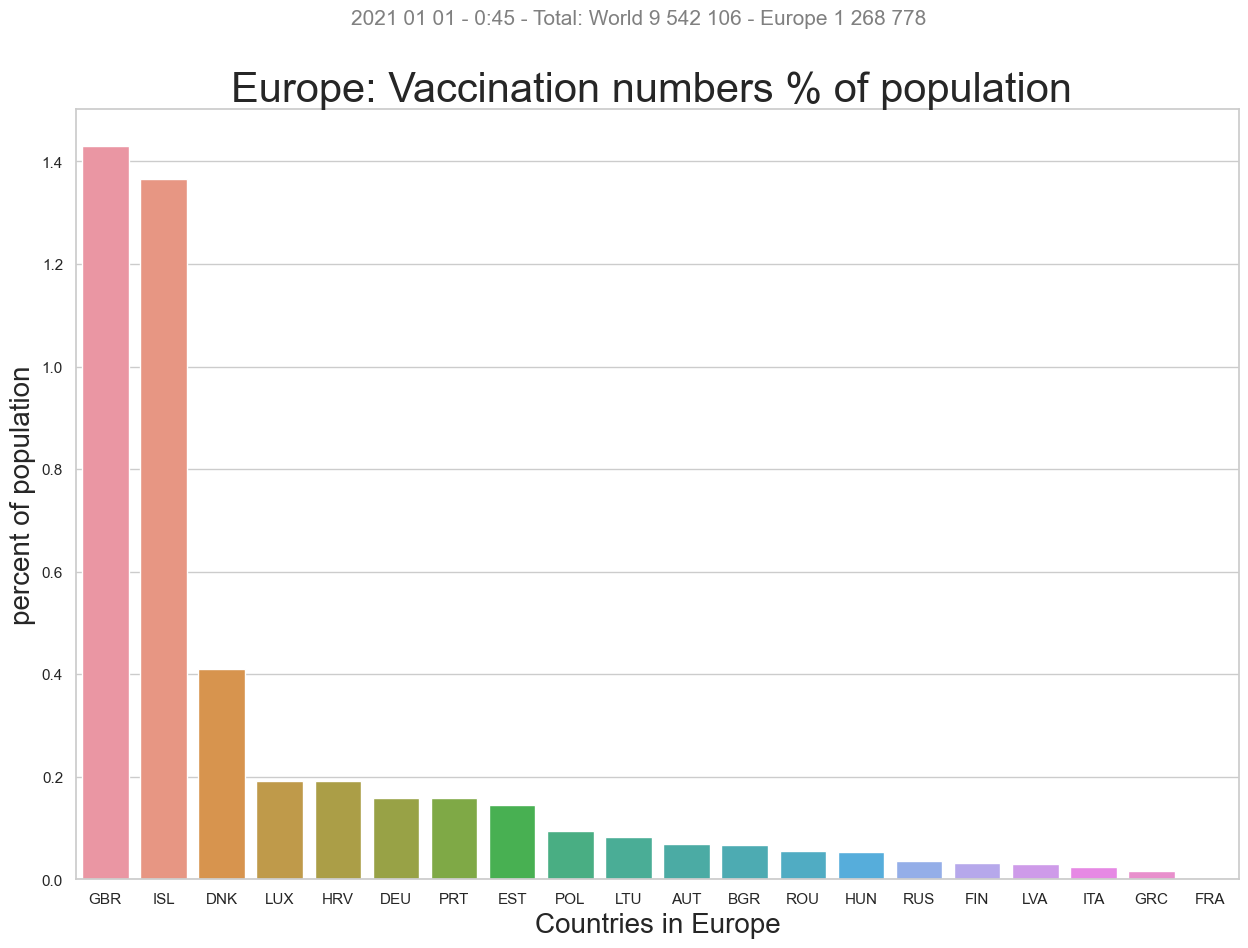 2021 01 01 - 0:45 - Total: World 9 542 106 - Europe 1 268 778
Europe: Vaccination numbers % of population
percent of population
1.4
1.2
1.0
0.8
0.6
0.4
0.2
0.0
GBR ISL DNK LUX HRV DEU PRT EST POL LTU AUT BGR ROU HUN RUS FIN LVA ITA GRC FRA
Countries in Europe